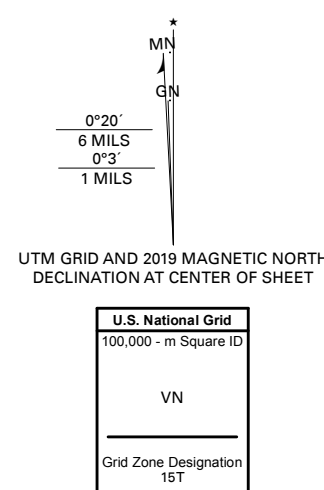 MN
GN
0°20´
6 MILS
0°3´
1 MILS
UTM GRID AND 2019 MAGNETIC NORTH
DECLINATION AT CENTER OF SHEET
U.S. National Grid
100,000 - m Square ID
VN
Grid Zone Designation
15T